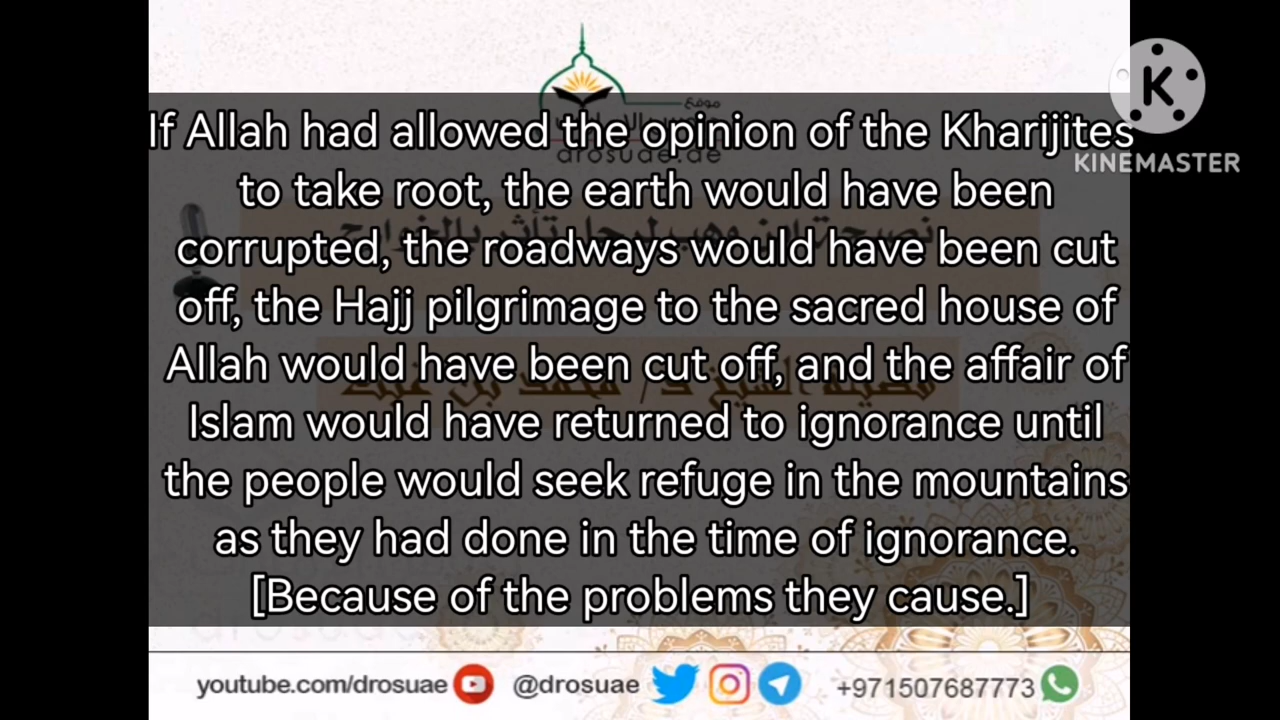 موقع
drosuae.de
K
KINEMASTER
If Allah had allowed the opinion of the Kharijites
to take root, the earth would have been
corrupted, the roadways would have been cut
off, the Hajj pilgrimage to the sacred house of
Allah would have been cut off, and the affair of
Islam would have returned to ignorance until
the people would seek refuge in the mountains
as they had done in the time of ignorance.
[Because of the problems they cause.]
youtube.com/drosuae @drosuae +971507687773